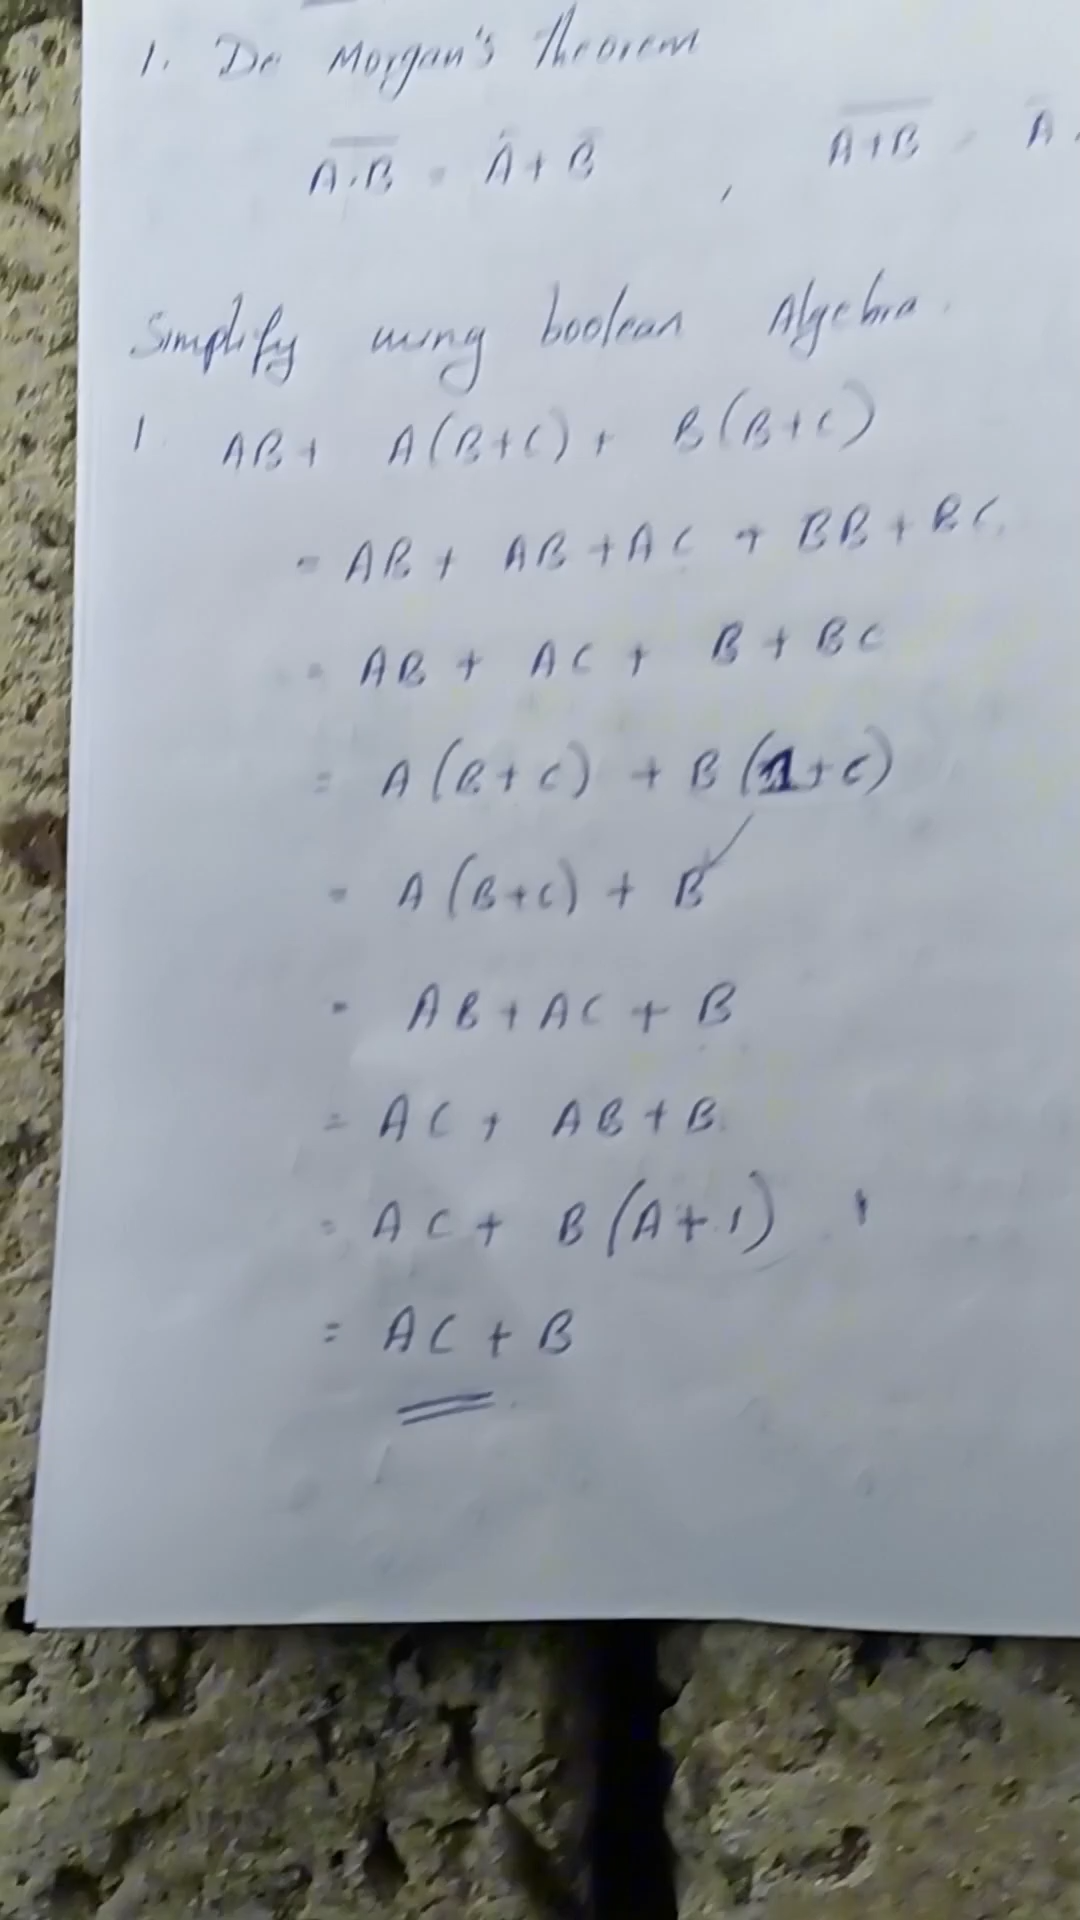 1. De Morgan's Theorem
A̅.̅B̅ = A̅ + B̅ , A̅+̅B̅ = A̅ .
Simplify using boolean Algebra.
1. AB + A(B+C) + B(B+C)
= AB + AB + AC + BB + BC
= AB + AC + B + BC
= A(B+C) + B(1+C)
= A(B+C) + B
= AB + AC + B
= AC + AB + B
= AC + B(A+1)
= AC + B